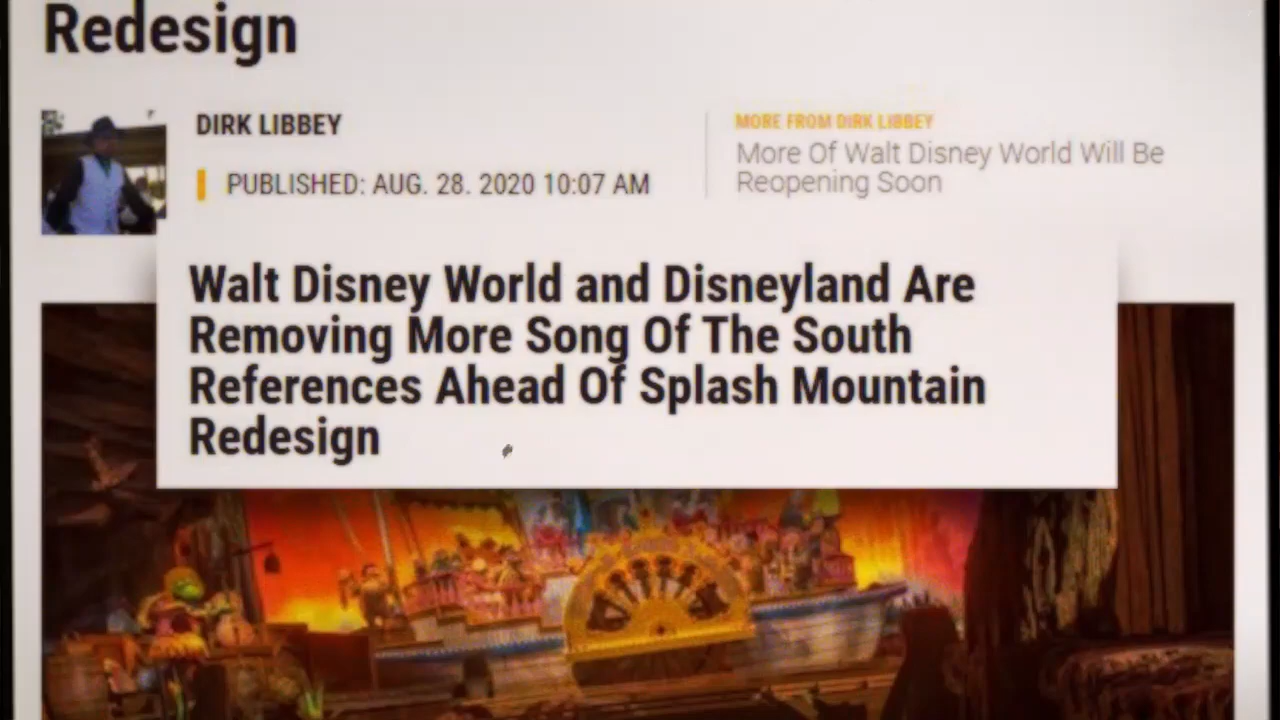 Redesign
DIRK LIBBEY
PUBLISHED: AUG. 28. 2020 10:07 AM
MORE FROM DIRK LIBBEY
More Of Walt Disney World Will Be
Reopening Soon
Walt Disney World and Disneyland Are
Removing More Song Of The South
References Ahead Of Splash Mountain
Redesign